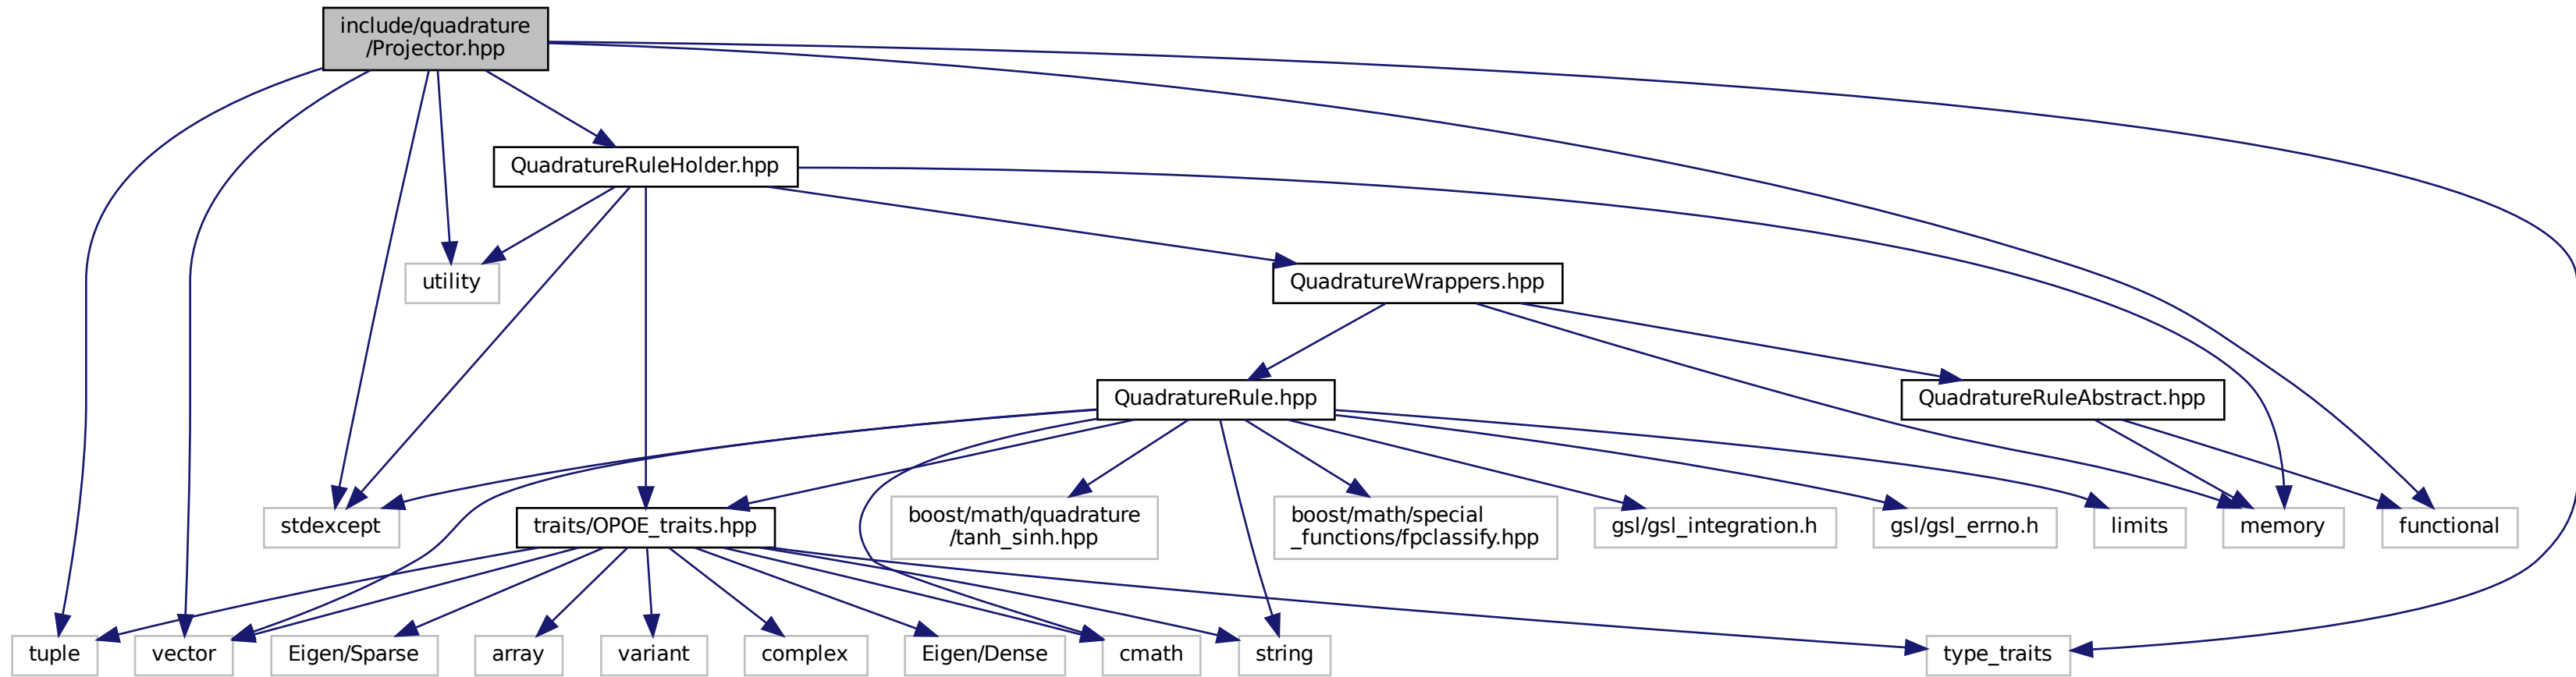 include/quadrature
/Projector.hpp
QuadratureRuleHolder.hpp
utility
QuadratureWrappers.hpp
QuadratureRule.hpp
QuadratureRuleAbstract.hpp
stdexcept
traits/OPOE_traits.hpp
boost/math/quadrature
/tanh_sinh.hpp
boost/math/special
_functions/fpclassify.hpp
gsl/gsl_integration.h
gsl/gsl_errno.h
limits
memory
functional
tuple
vector
Eigen/Sparse
array
variant
complex
Eigen/Dense
cmath
string
type_traits